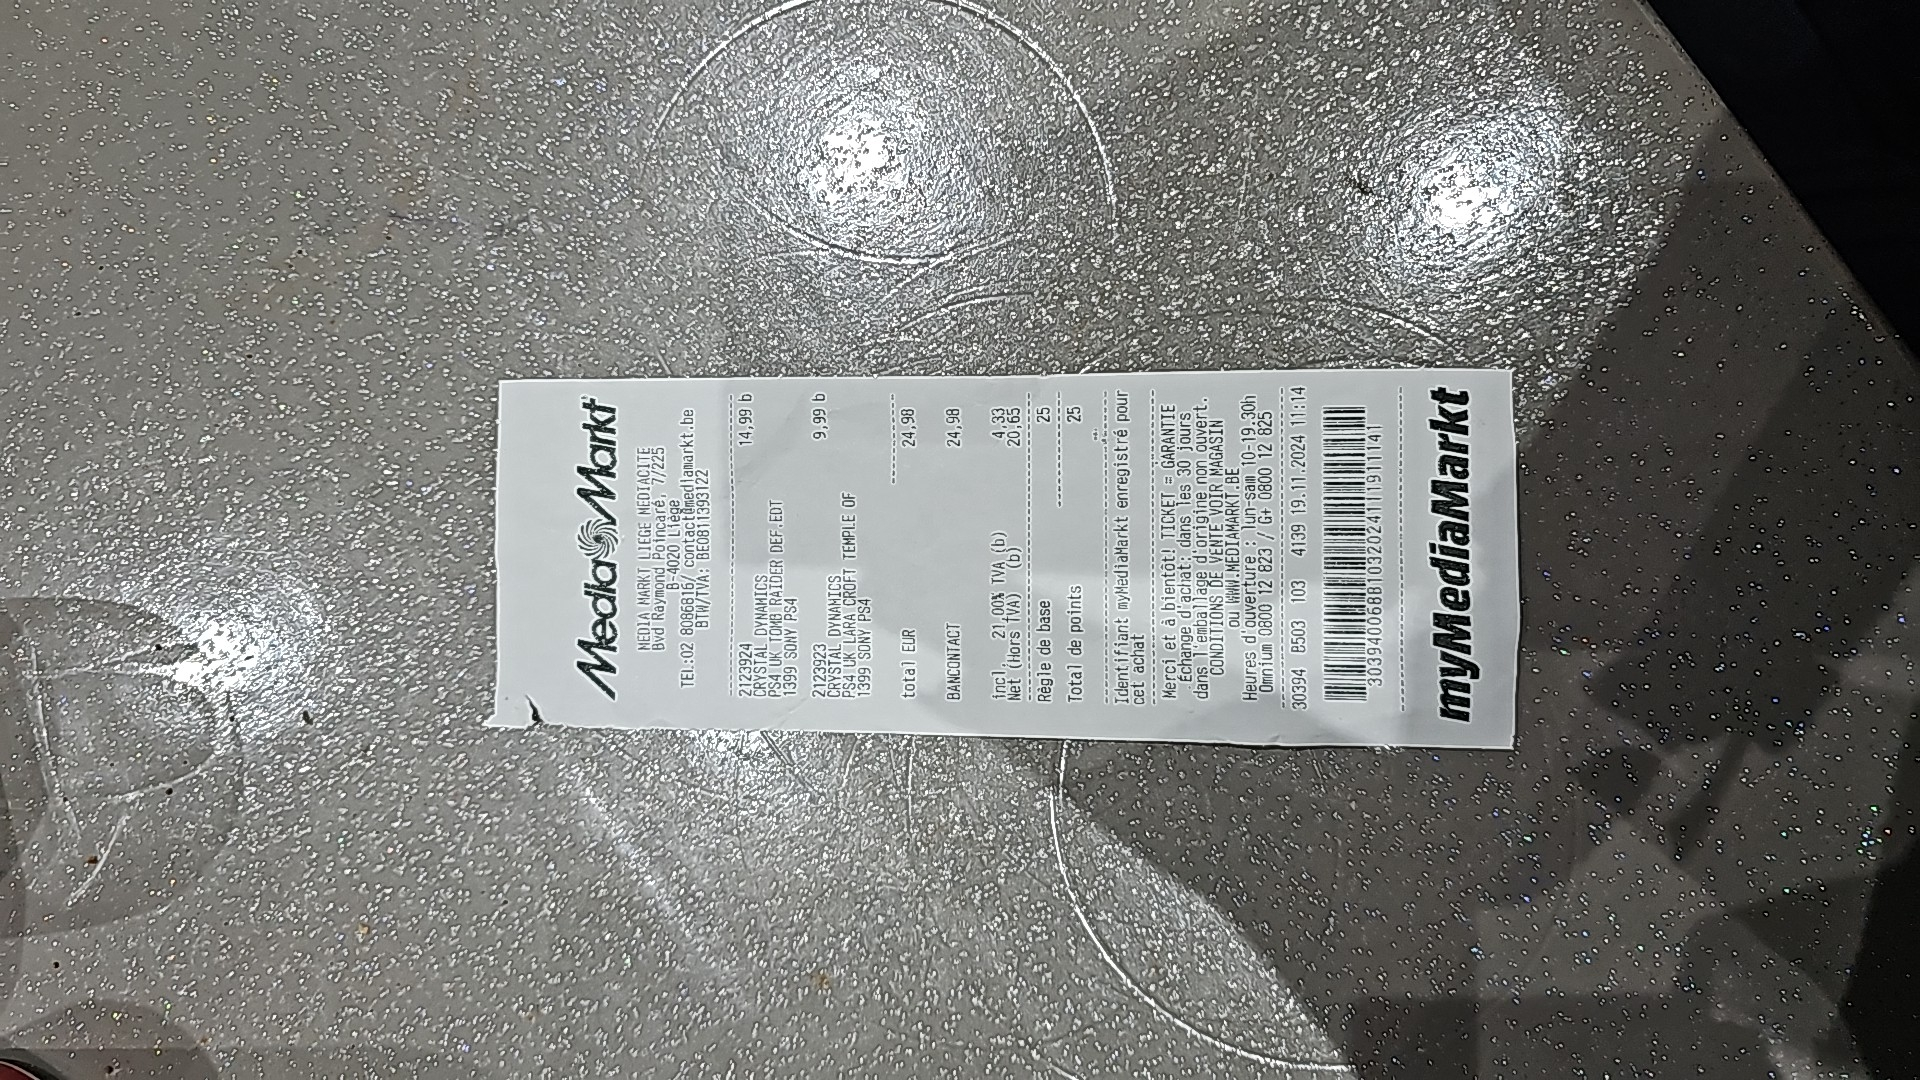 MediaMarkt
MEDIA MARKT LIEGE MEDIACITE
Bvd Raymond Poincaré, 7/225
B-4020 Liège
TEL:02 8086816/ contact@mediamarkt.be
BTW/TVA: BE0811393122
2123924 14,99 b
CRYSTAL DYNAMICS
PS4 UK TOMB RAIDER DEF.EDT
1399 SONY PS4
2123923 9,99 b
CRYSTAL DYNAMICS
PS4 UK LARA CROFT TEMPLE OF
1399 SONY PS4
total EUR 24,98
BANCONTACT 24,98
incl. 21,00% TVA (b) 4,33
Net (Hors TVA) (b) 20,65
Règle de base 25
Total de points 25
Identifiant myMediaMarkt enregistré pour
cet achat
Merci et à bientôt! TICKET = GARANTIE
Echange d'achat, dans les 30 jours
dans l'emballage d'origine non ouvert.
CONDITIONS DE VENTE VOIR MAGASIN
OU WWW.MEDIAMARKT.BE
Heures d'ouverture : lun-sam 10-19.30h
Omnium 0800 12 823 / G+ 0800 12 825
30394 B503 103 4139 19.11.2024 11:14
myMediaMarkt